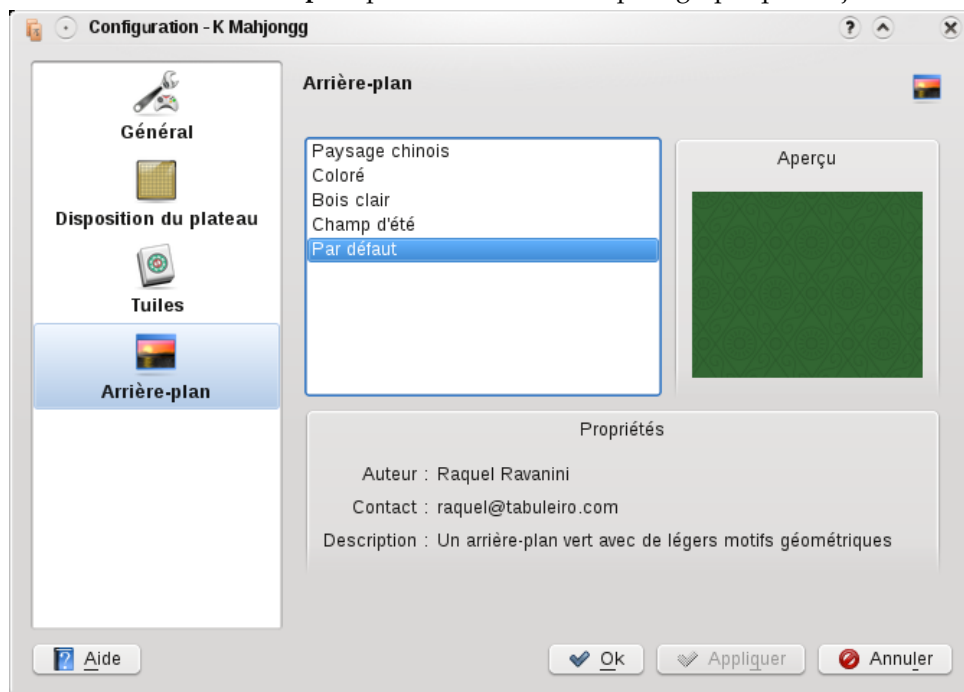 Configuration - K Mahjongg
Arrière-plan
Général
Disposition du plateau
Tuiles
Arrière-plan
Paysage chinois
Coloré
Bois clair
Champ d'été
Par défaut
Aperçu
Propriétés
Auteur : Raquel Ravanini
Contact : raquel@tabuleiro.com
Description : Un arrière-plan vert avec de légers motifs géométriques
Aide
Ok
Appliquer
Annuler